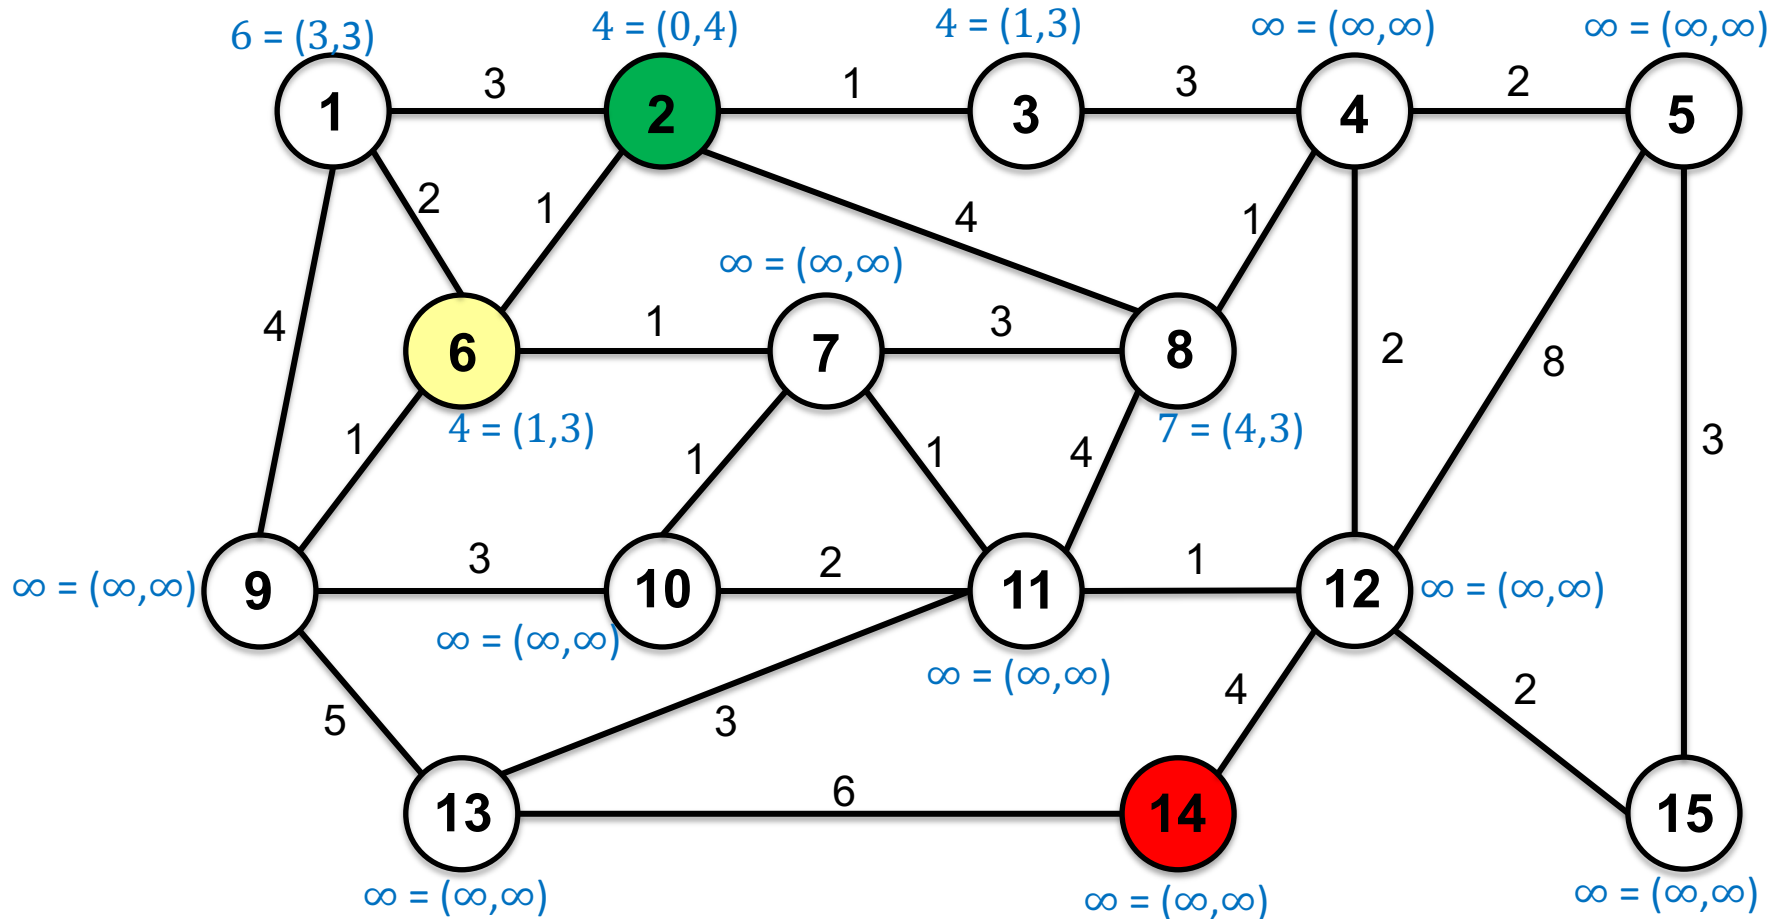 6 = (3,3)
4 = (0,4)
4 = (1,3)
∞ = (∞,∞)
∞ = (∞,∞)
1
3
2
1
3
3
4
2
5
2
1
4
1
∞ = (∞,∞)
4
6
1
7
3
8
2
8
4 = (1,3)
7 = (4,3)
1
1
1
4
3
∞ = (∞,∞)
9
3
10
2
11
1
12
∞ = (∞,∞)
∞ = (∞,∞)
∞ = (∞,∞)
5
3
4
2
13
6
14
15
∞ = (∞,∞)
∞ = (∞,∞)
∞ = (∞,∞)